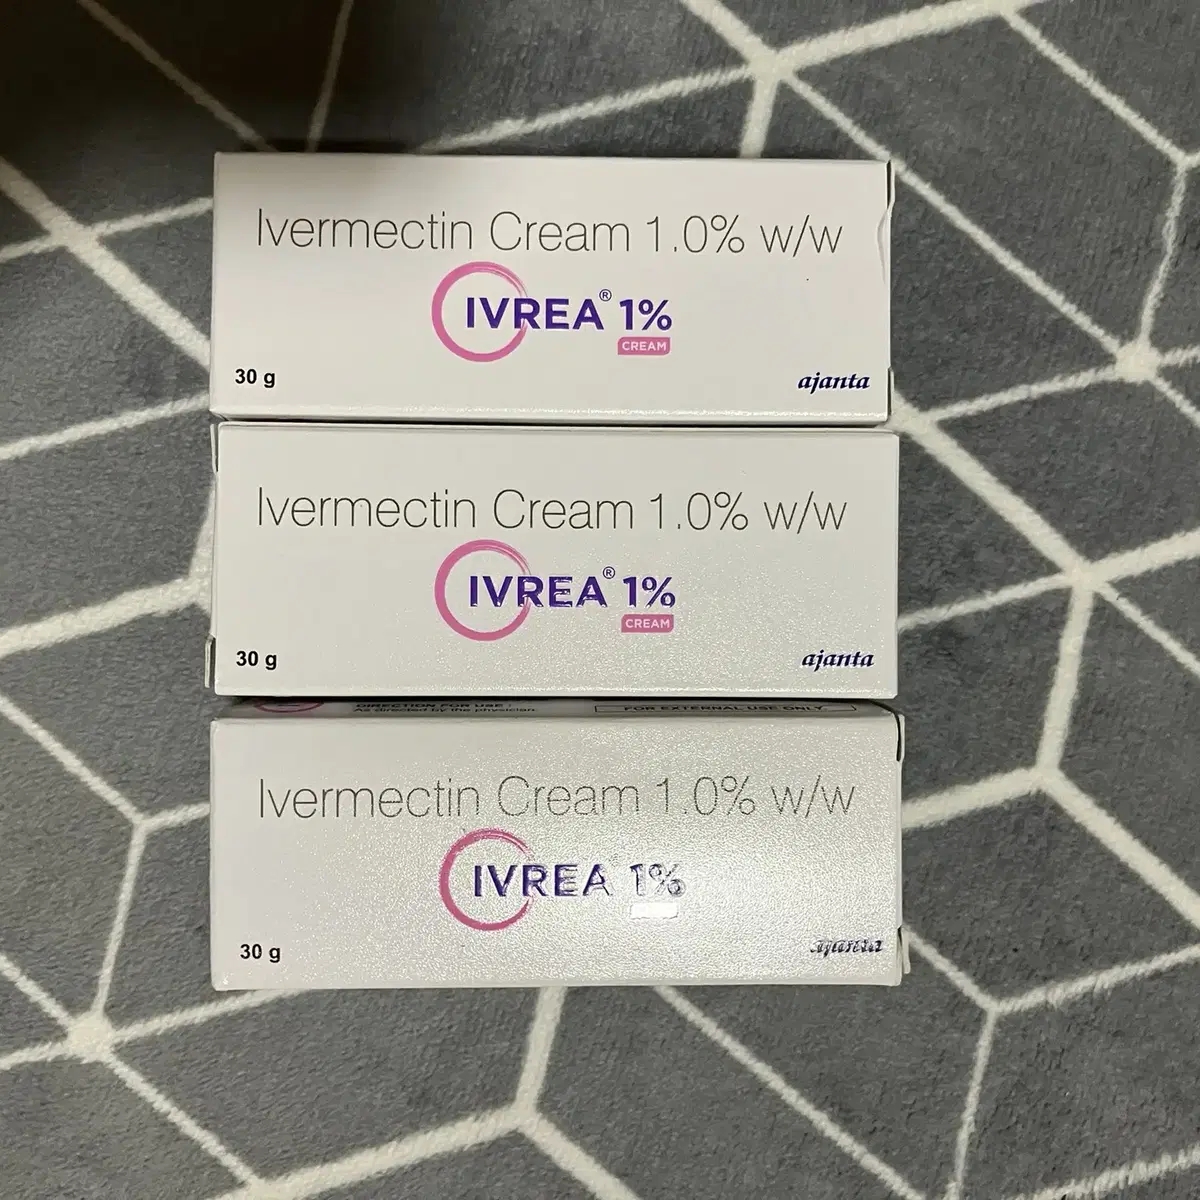 Ivermectin Cream 1.0% w/w
IVREA® 1%
CREAM
30 g
ajanta
Ivermectin Cream 1.0% w/w
IVREA® 1%
CREAM
30 g
ajanta
DIRECTION FOR USE :
As directed by the physician.
FOR EXTERNAL USE ONLY
Ivermectin Cream 1.0% w/w
IVREA 1%
30 g
ajanta